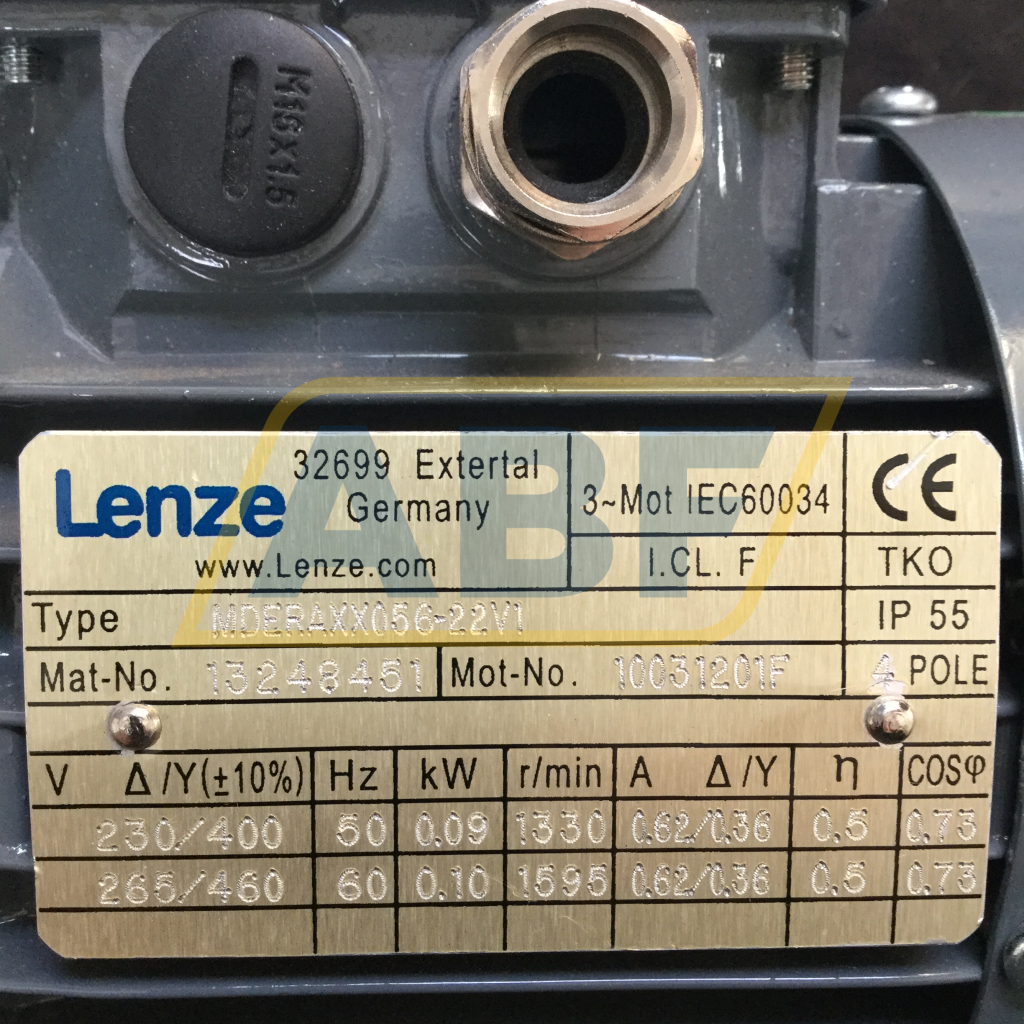 M16X1.5
Lenze
32699 Extertal
Germany
www.Lenze.com
3~Mot IEC60034
I.CL. F
CE
TKO
Type MDERAXX056-22V1 IP 55
Mat-No. 13248451 Mot-No. 10031201F 4 POLE
V Δ/Y(±10%) Hz kW r/min A Δ/Y η COSφ
230/400 50 0.09 1330 0.62/0.36 0.5 0.73
265/460 60 0.10 1595 0.62/0.36 0.5 0.73
ABF